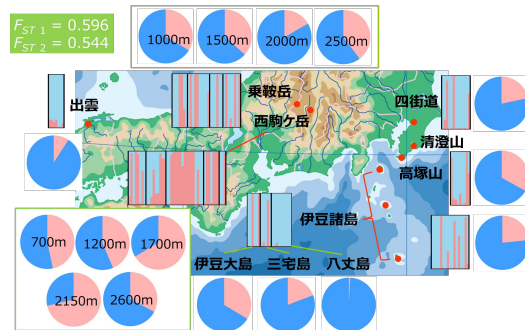 F_ST 1 = 0.596
F_ST 2 = 0.544
1000m 1500m 2000m 2500m
出雲
乗鞍岳
西駒ケ岳
四街道
清澄山
高塚山
伊豆諸島
伊豆大島 三宅島 八丈島
700m 1200m 1700m
2150m 2600m